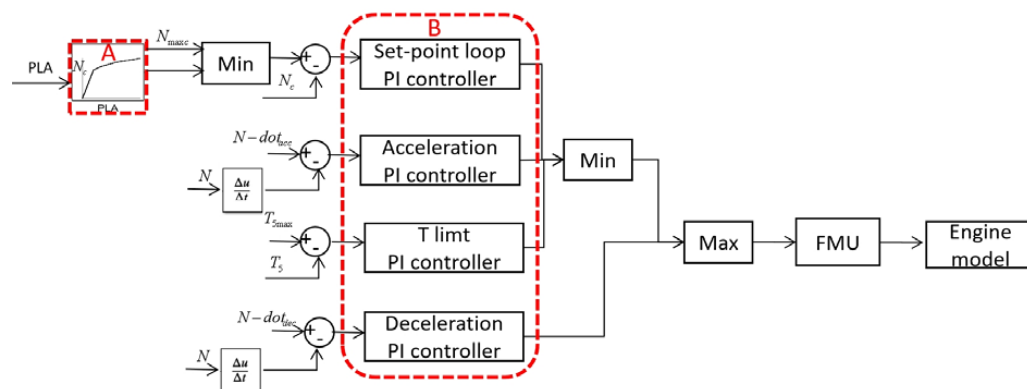 B
A
N_maxc
PLA
N_c
PLA
Min
+
-
N_c
Set-point loop
PI controller
N-dot_acc
+
-
N
Δu
Δt
Acceleration
PI controller
Min
T_5max
+
-
T_5
T limt
PI controller
Max
FMU
Engine
model
N-dot_dec
+
-
N
Δu
Δt
Deceleration
PI controller